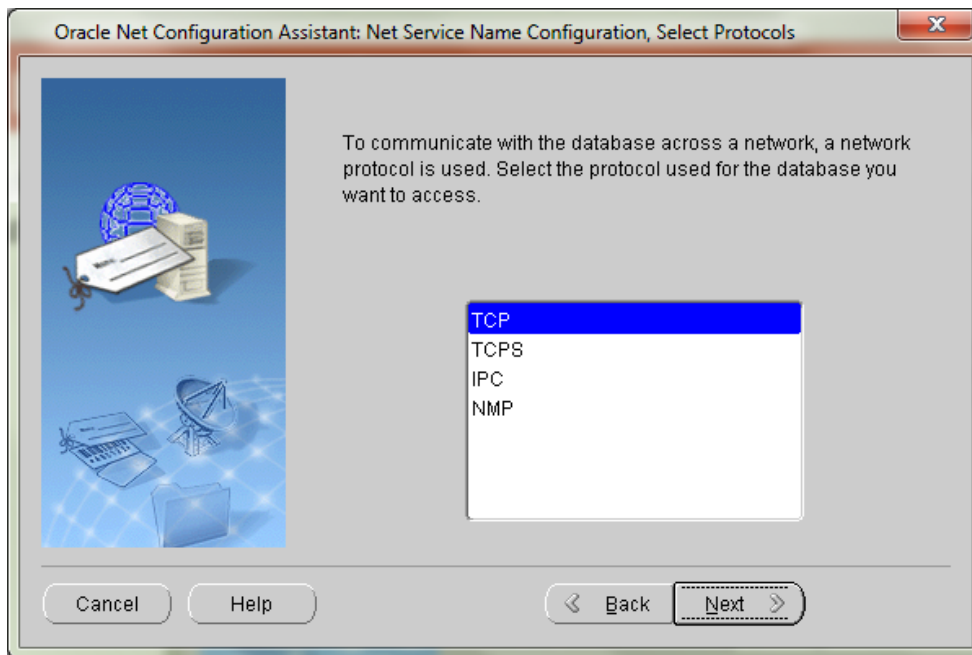 Oracle Net Configuration Assistant: Net Service Name Configuration, Select Protocols
To communicate with the database across a network, a network
protocol is used. Select the protocol used for the database you
want to access.
TCP
TCPS
IPC
NMP
Cancel
Help
Back
Next